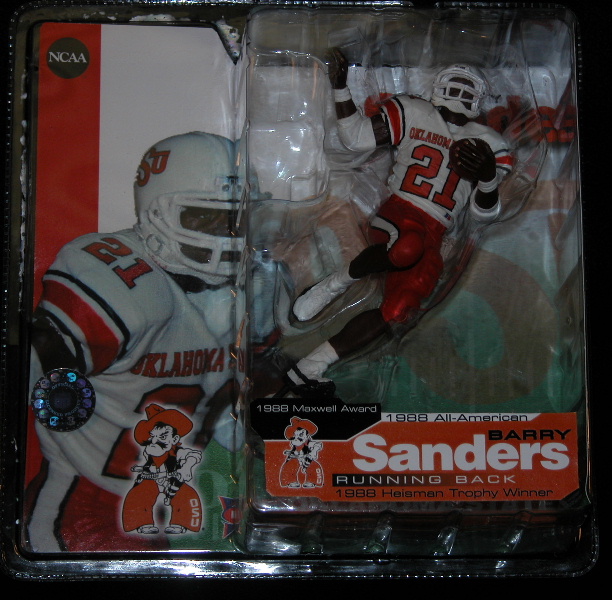 NCAA
SU
21
OKLAHOMA
OSU
OKLAHOMA
21
1988 Maxwell Award
1988 All-American
BARRY
Sanders
RUNNING BACK
1988 Heisman Trophy Winner